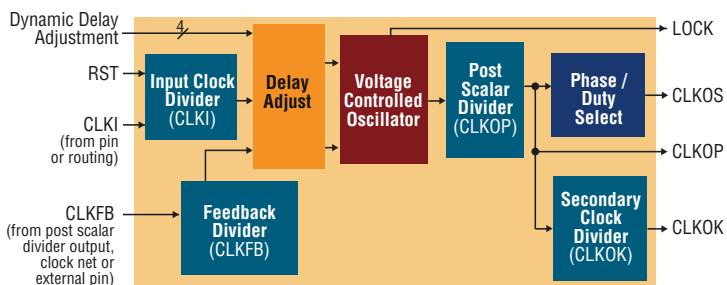 Dynamic Delay
Adjustment
4
RST
CLKI
(from pin
or routing)
CLKFB
(from post scalar
divider output,
clock net or
external pin)
Input Clock
Divider
(CLKI)
Feedback
Divider
(CLKFB)
Delay
Adjust
Voltage
Controlled
Oscillator
Post
Scalar
Divider
(CLKOP)
Phase /
Duty
Select
Secondary
Clock
Divider
(CLKOK)
LOCK
CLKOS
CLKOP
CLKOK